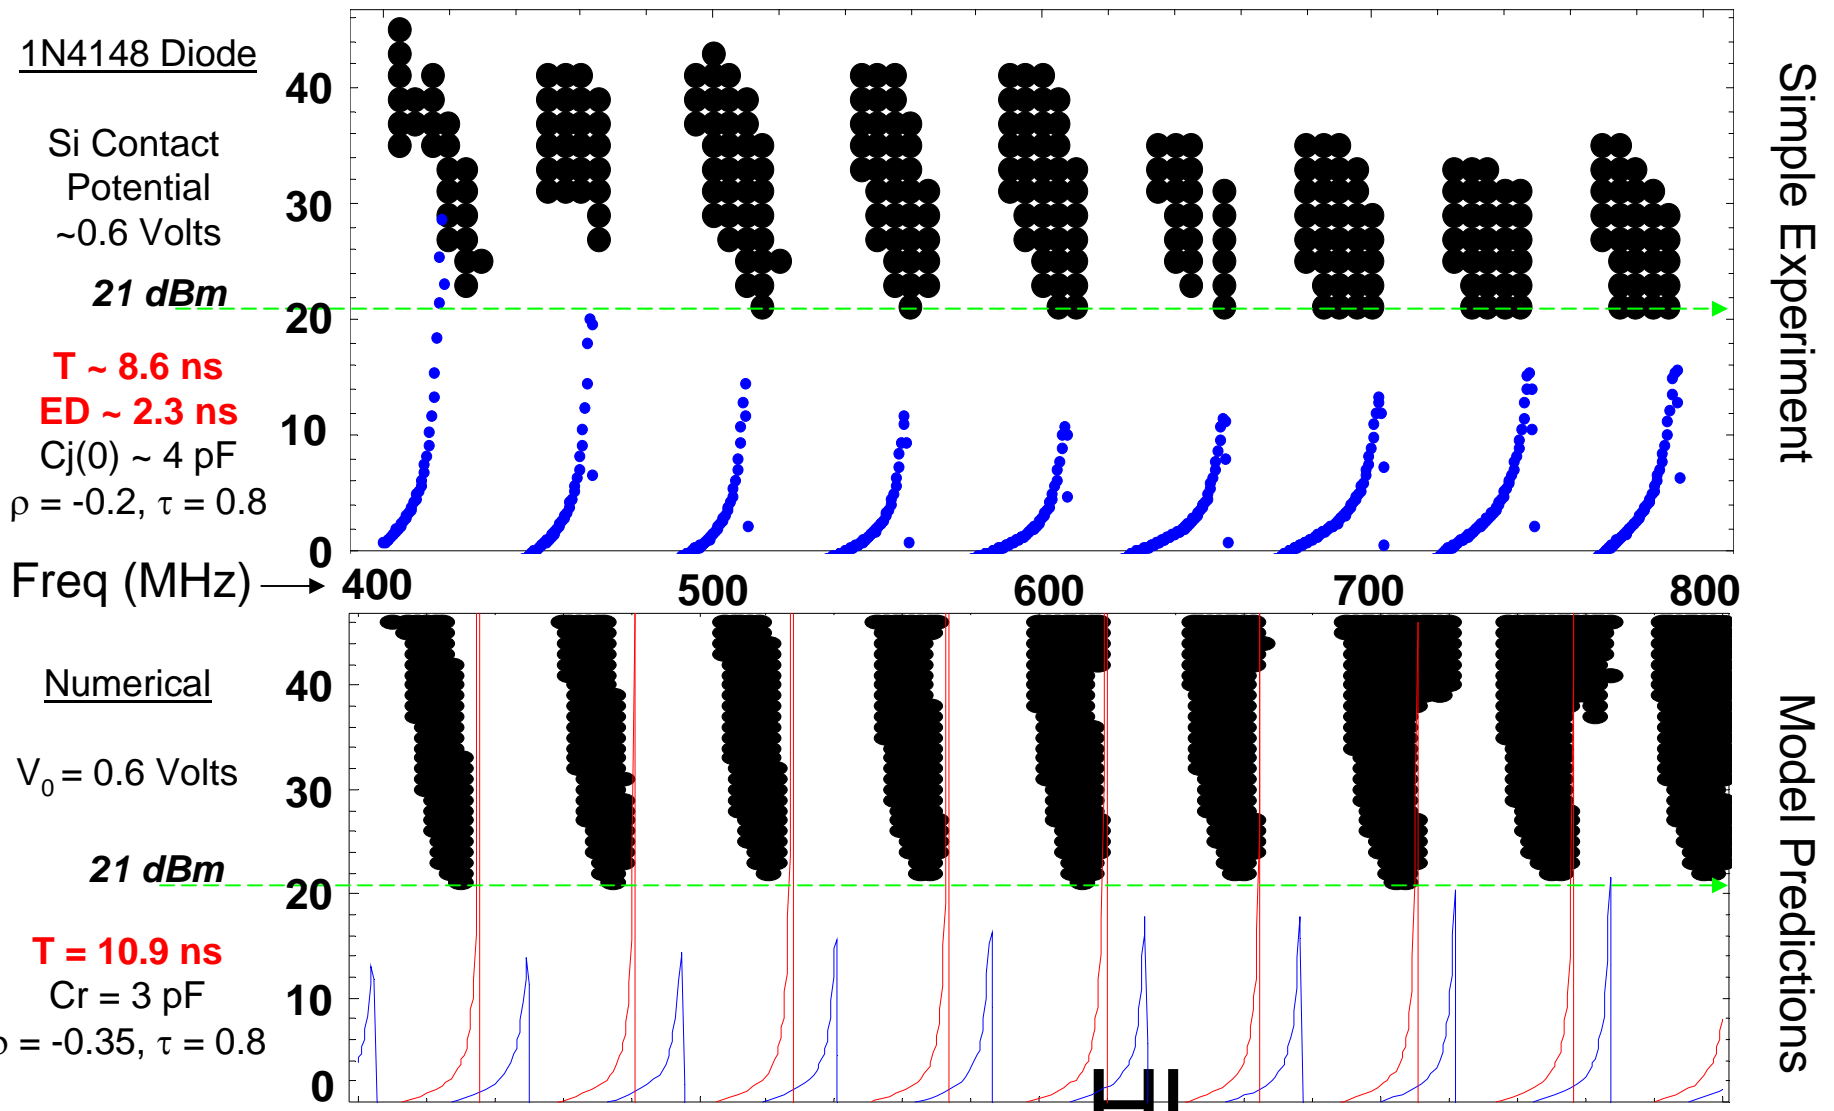 1N4148 Diode
Si Contact
Potential
~0.6 Volts
21 dBm
T ~ 8.6 ns
ED ~ 2.3 ns
Cj(0) ~ 4 pF
ρ = -0.2, τ = 0.8
40
30
20
10
0
Simple Experiment
Freq (MHz)
400 500 600 700 800
Numerical
V0 = 0.6 Volts
21 dBm
T = 10.9 ns
Cr = 3 pF
ρ = -0.35, τ = 0.8
40
30
20
10
0
Model Predictions